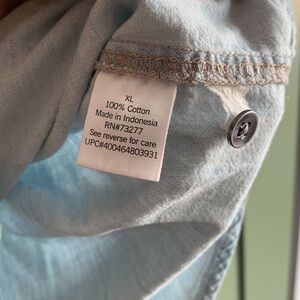 XL
100% Cotton
Made in Indonesia
RN#73277
See reverse for care
UPC#400464803931